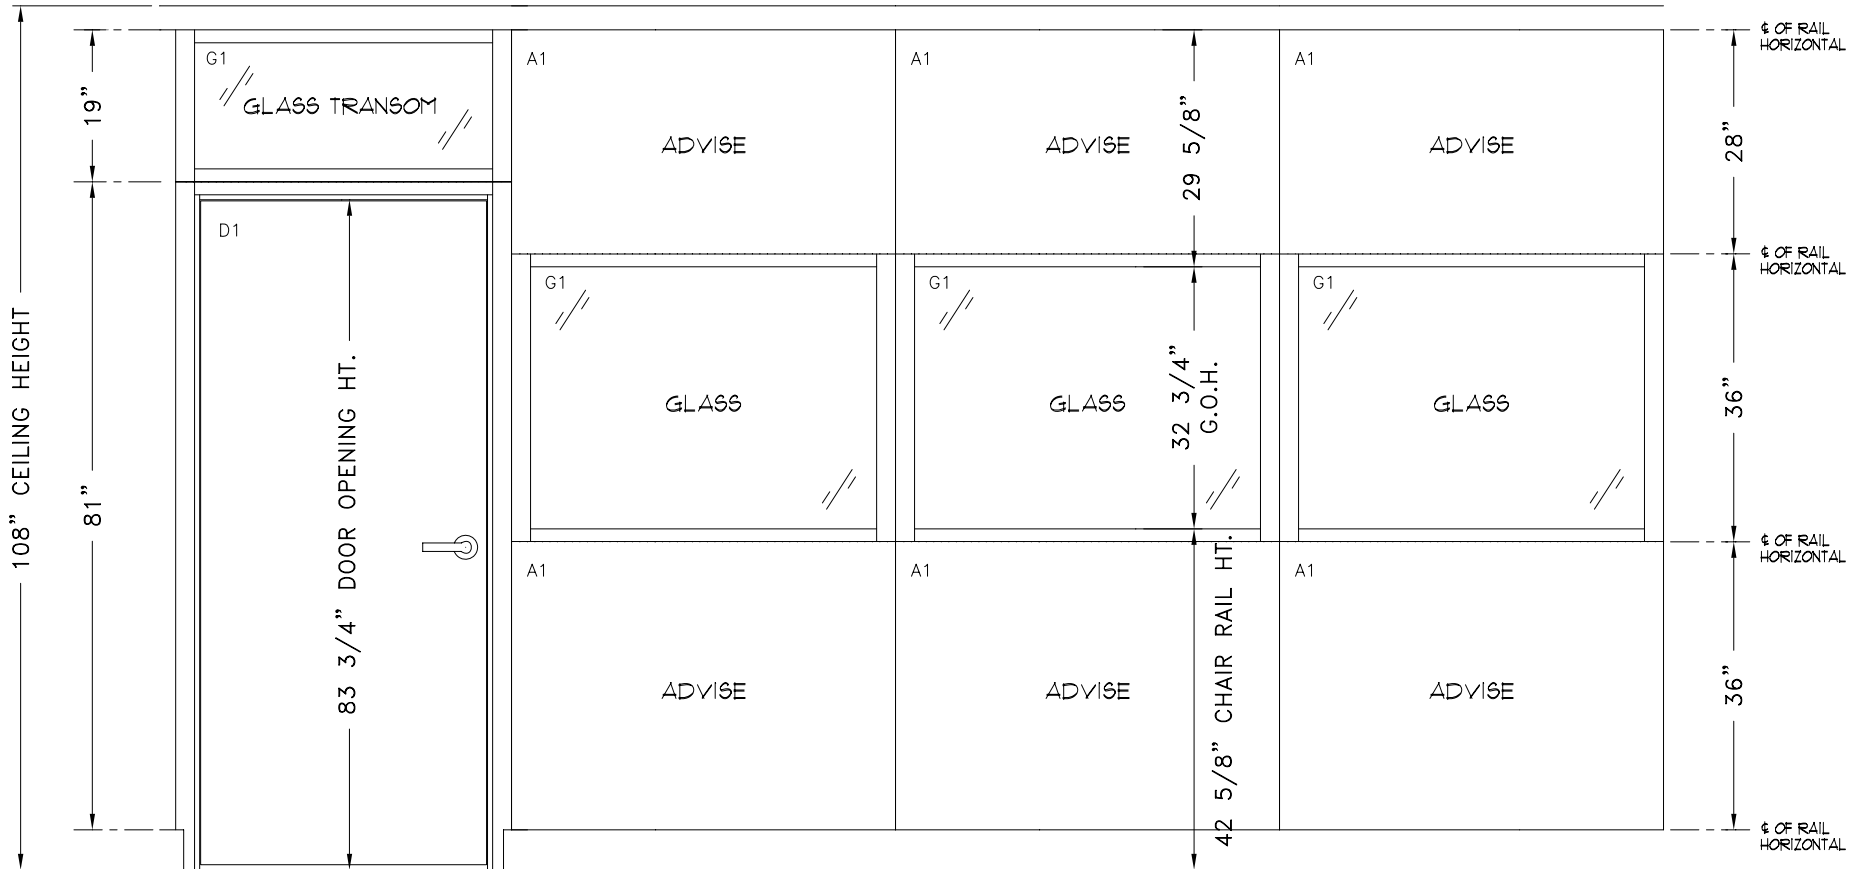 ℄ OF RAIL
HORIZONTAL
G1
A1
A1
A1
GLASS TRANSOM
19”
29 5/8”
28”
ADVISE
ADVISE
ADVISE
D1
℄ OF RAIL
HORIZONTAL
G1
G1
G1
108” CEILING HEIGHT
81”
83 3/4” DOOR OPENING HT.
GLASS
GLASS
GLASS
32 3/4”
G.O.H.
36”
℄ OF RAIL
HORIZONTAL
A1
A1
A1
42 5/8” CHAIR RAIL HT.
ADVISE
ADVISE
ADVISE
36”
℄ OF RAIL
HORIZONTAL